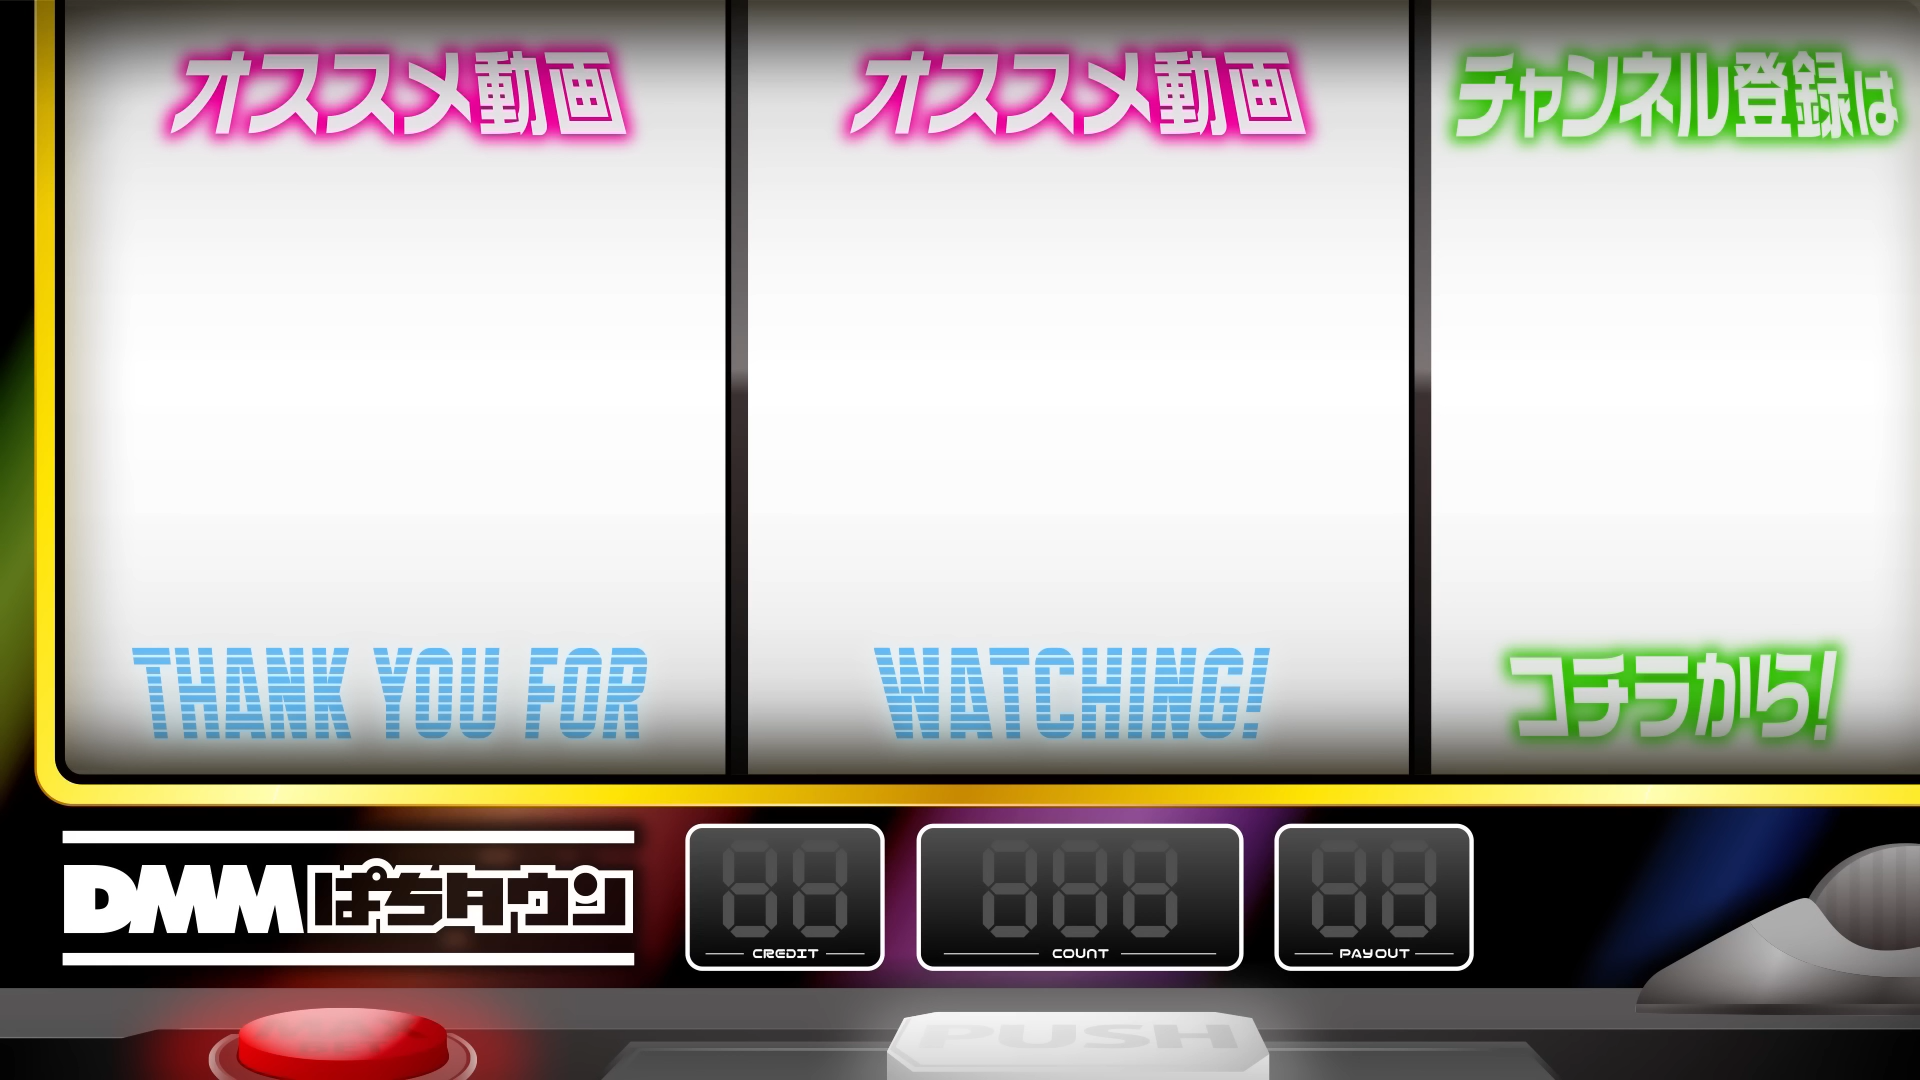 オススメ動画
オススメ動画
チャンネル登録は
THANK YOU FOR
WATCHING!
コチラから!
DMMぱちタウン
CREDIT
COUNT
PAYOUT
PUSH